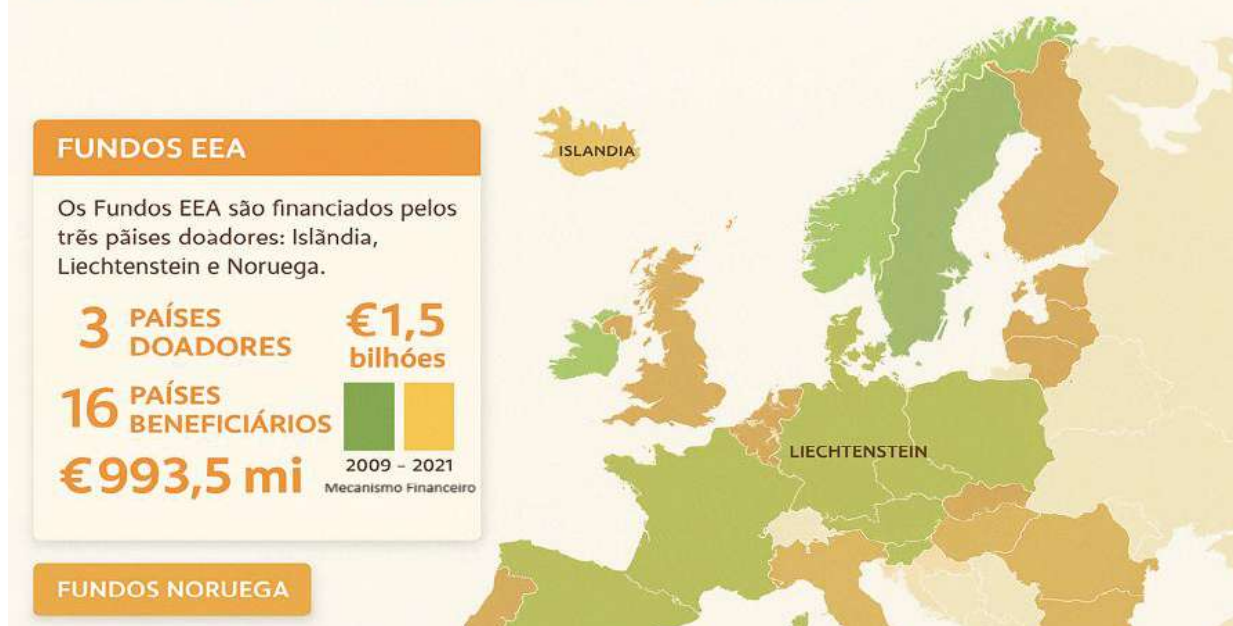 FUNDOS EEA
Os Fundos EEA são financiados pelos
três pãises doadores: Islãndia,
Liechtenstein e Noruega.
3 PAÍSES
DOADORES
€1,5
bilhóes
16 PAÍSES
BENEFICIÁRIOS
€993,5 mi
2009 – 2021
Mecanismo Financeiro
FUNDOS NORUEGA
ISLANDIA
LIECHTENSTEIN